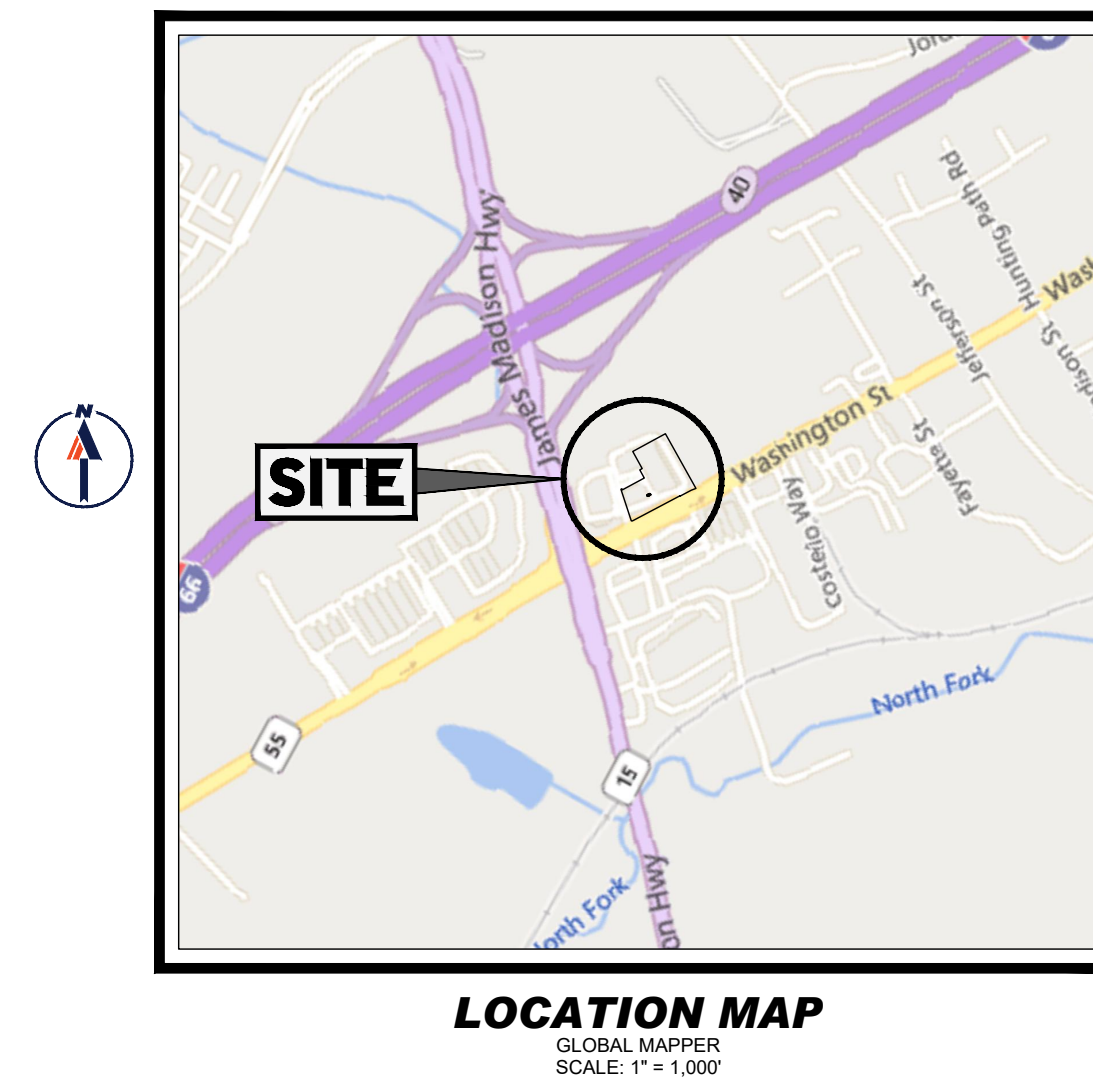 N
James Madison Hwy
40
Hunting Path Rd
Jefferson St
Washington St
Fayette St
Costello Way
SITE
66
55
15
North Fork
North Fork
LOCATION MAP
GLOBAL MAPPER
SCALE: 1" = 1,000'